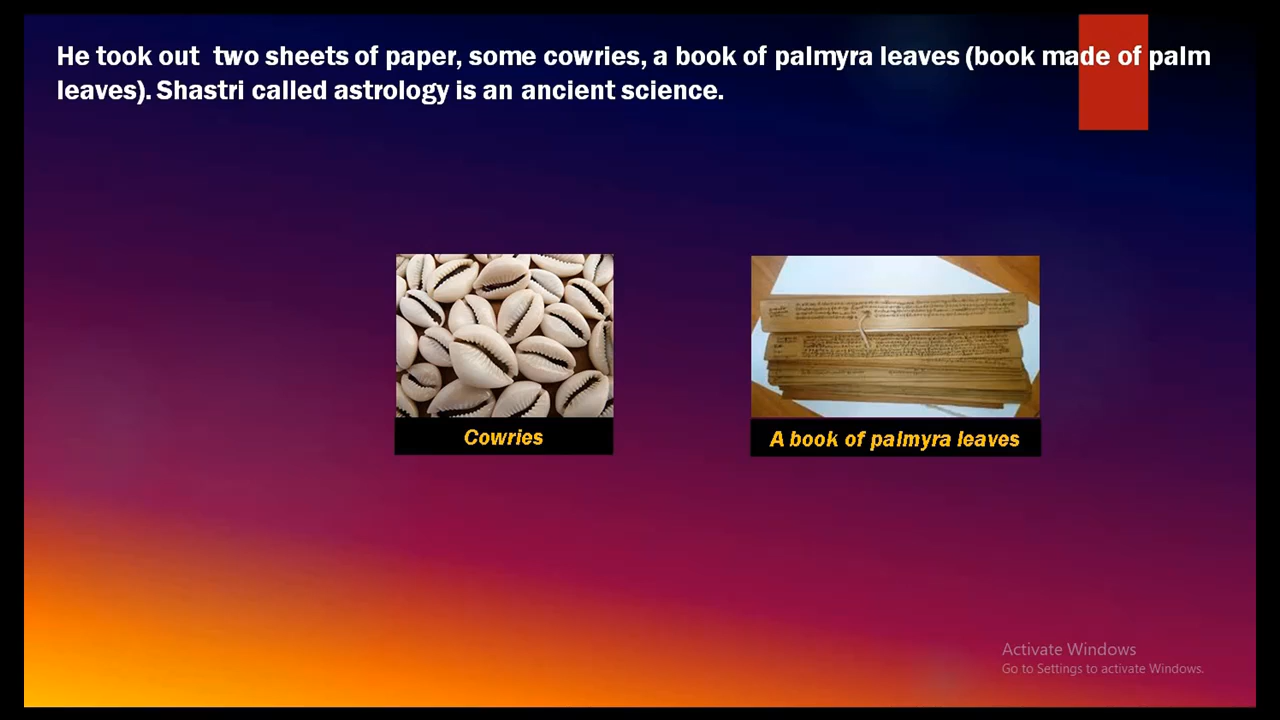 He took out two sheets of paper, some cowries, a book of palmyra leaves (book made of palm
leaves). Shastri called astrology is an ancient science.
Cowries
A book of palmyra leaves
Activate Windows
Go to Settings to activate Windows.